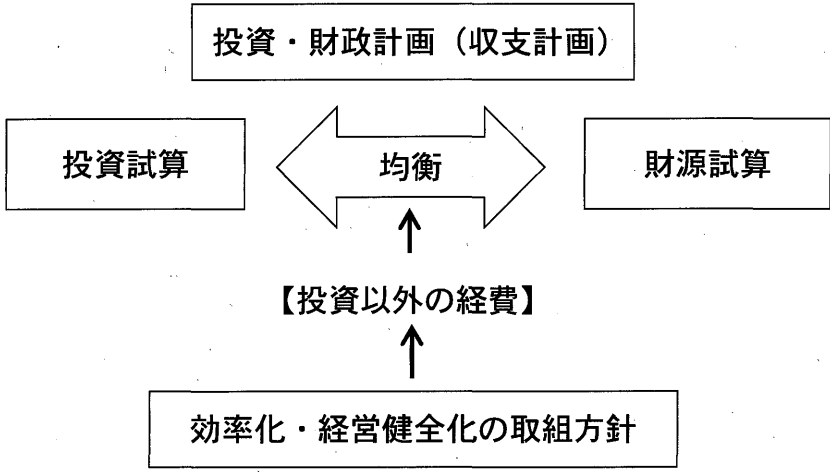 投資・財政計画（収支計画）
投資試算
均衡
財源試算
【投資以外の経費】
効率化・経営健全化の取組方針